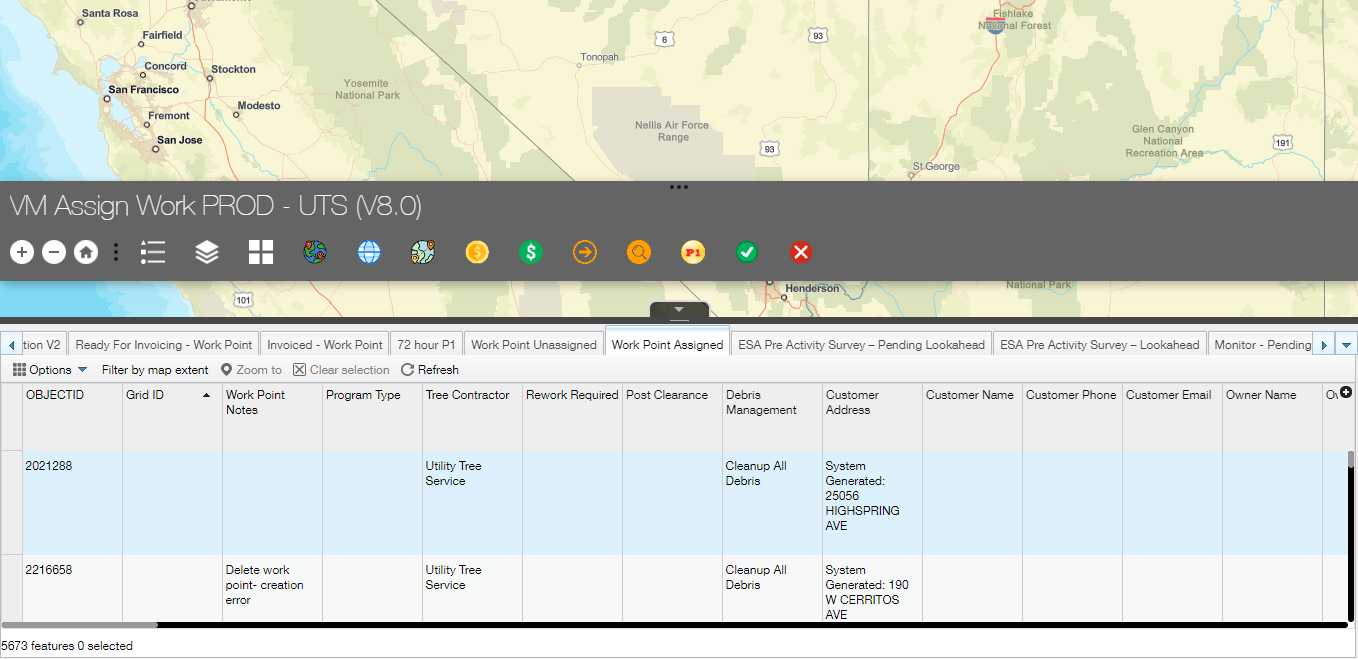 Santa Rosa
Fishlake
National Forest
Fairfield
6
93
Tonopah
Concord
Stockton
Yosemite
National Park
San Francisco
Modesto
Fremont
Nellis Air Force
Range
Glen Canyon
National
Recreation Area
191
San Jose
93
St George
VM Assign Work PROD - UTS (V8.0)
$
$
P1
101
Henderson
National Park
tion V2
Ready For Invoicing - Work Point
Invoiced - Work Point
72 hour P1
Work Point Unassigned
Work Point Assigned
ESA Pre Activity Survey – Pending Lookahead
ESA Pre Activity Survey – Lookahead
Monitor - Pending
Options
Filter by map extent
Zoom to
Clear selection
Refresh
OBJECTID
Grid ID
Work Point
Notes
Program Type
Tree Contractor
Rework Required
Post Clearance
Debris
Management
Customer
Address
Customer Name
Customer Phone
Customer Email
Owner Name
2021288
Utility Tree
Service
Cleanup All
Debris
System
Generated:
25056
HIGHSPRING
AVE
2216658
Delete work
point- creation
error
Utility Tree
Service
Cleanup All
Debris
System
Generated: 190
W CERRITOS
AVE
5673 features 0 selected